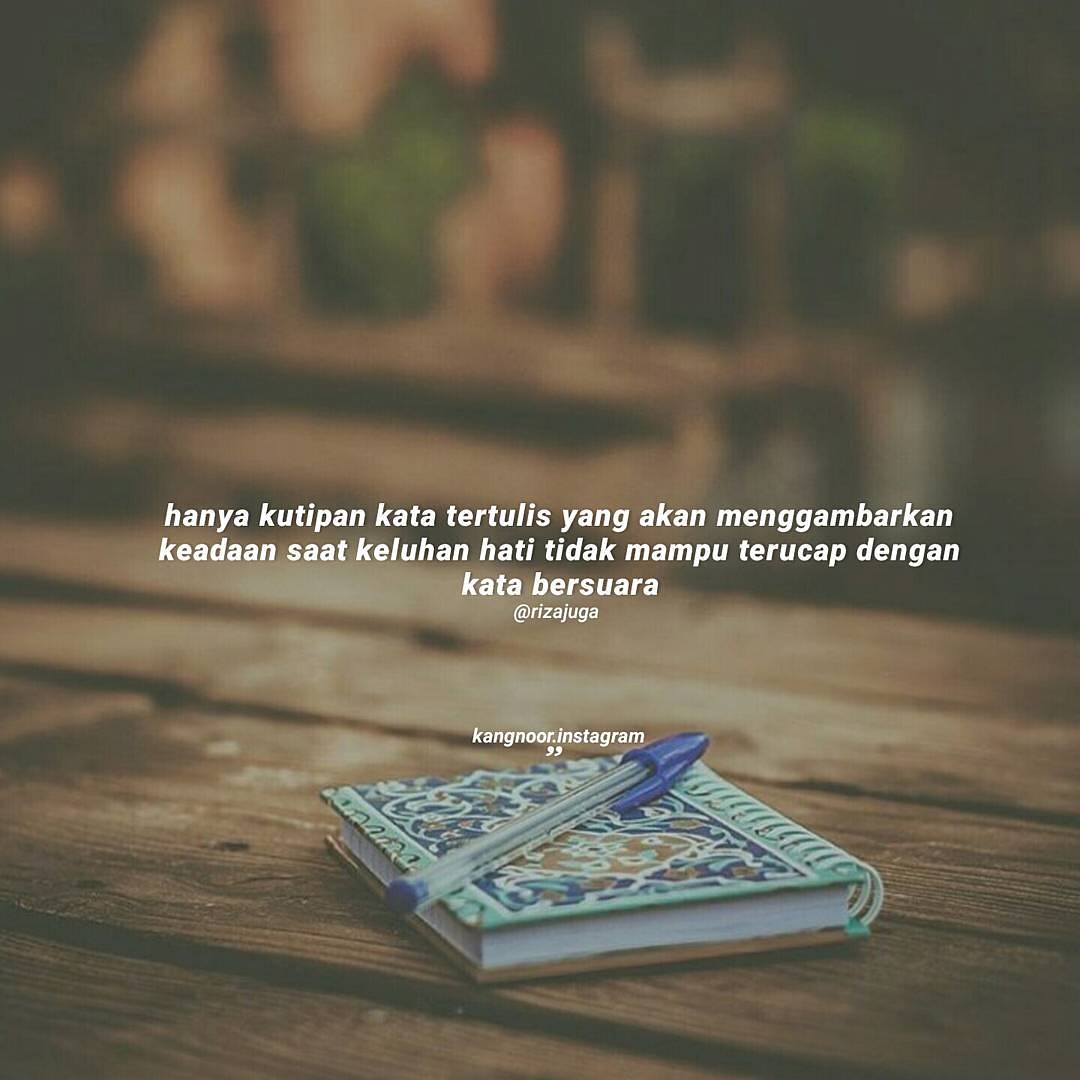 hanya kutipan kata tertulis yang akan menggambarkan
keadaan saat keluhan hati tidak mampu terucap dengan
kata bersuara
@rizajuga
kangnoor.instagram
”